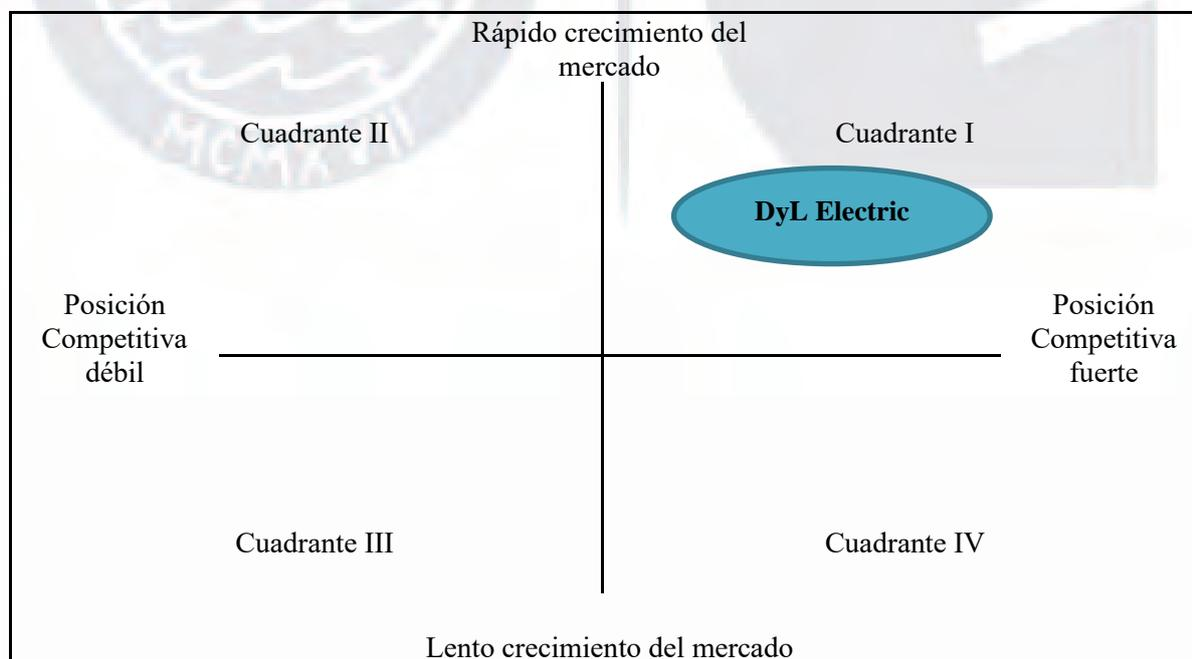 Rápido crecimiento del
mercado
Cuadrante II
Cuadrante I
DyL Electric
Posición
Competitiva
débil
Posición
Competitiva
fuerte
Cuadrante III
Cuadrante IV
Lento crecimiento del mercado